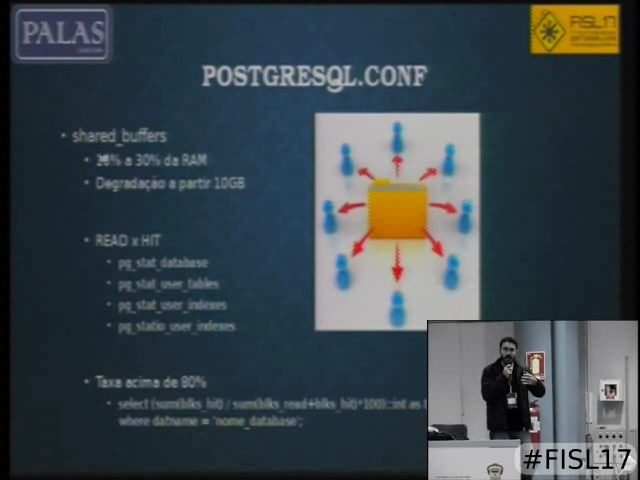 PALAS
FISL17
POSTGRESQL.CONF
shared_buffers
a 30% da RAM
Degradação a partir 10GB
READ x HIT
pg_stat_database
pg_stat_user_tables
pg_stat_user_indexes
pg_statio_user_indexes
Taxa acima de 80%
select (sum(blks_hit) / sum(blks_read+blks_hit)*100)::int as
where datname = 'nome_database';
#FISL17